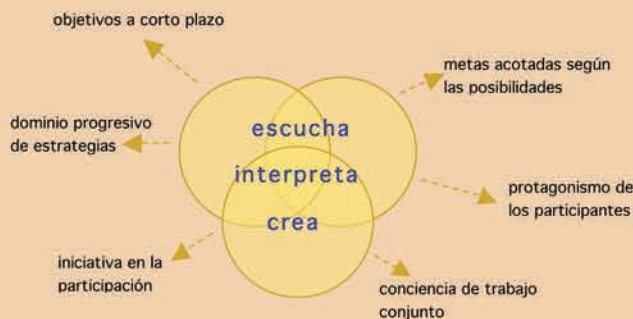 objetivos a corto plazo
metas acotadas según
las posibilidades
dominio progresivo
de estrategias
escucha
interpreta
crea
protagonismo de
los participantes
iniciativa en la
participación
conciencia de trabajo
conjunto